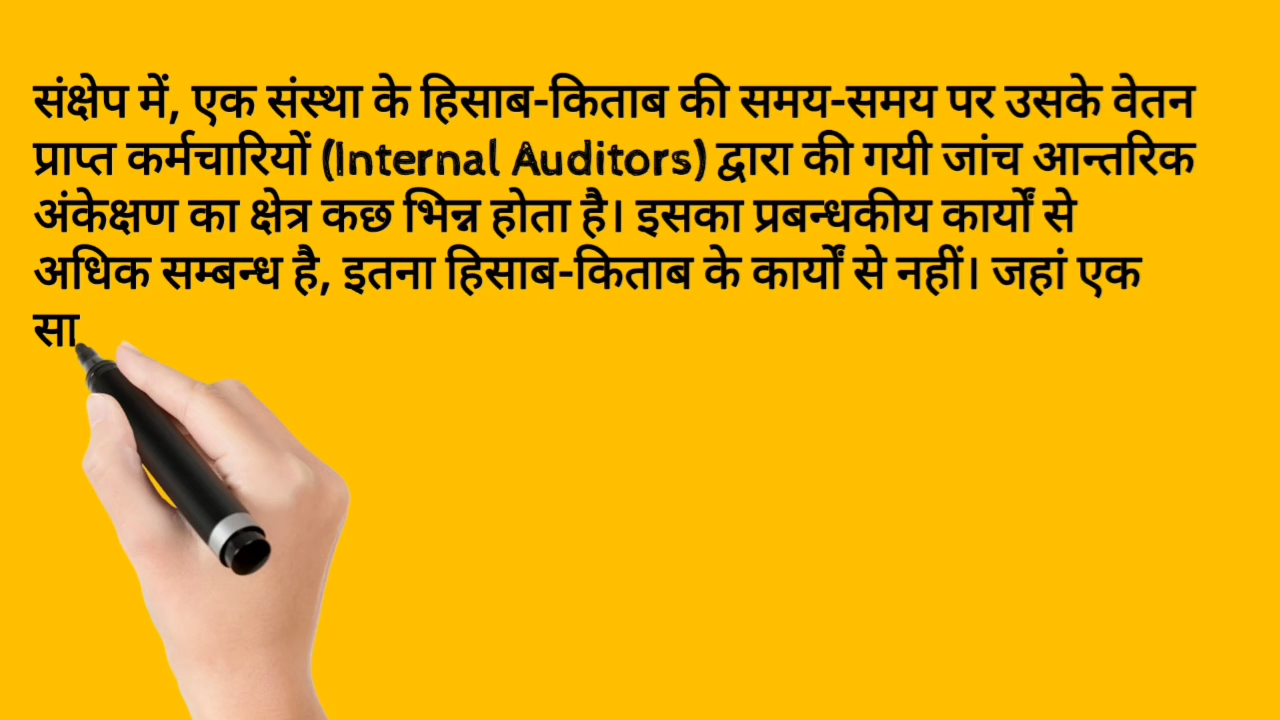 संक्षेप में, एक संस्था के हिसाब-किताब की समय-समय पर उसके वेतन
प्राप्त कर्मचारियों (Internal Auditors) द्वारा की गयी जांच आन्तरिक
अंकेक्षण का क्षेत्र कछ भिन्न होता है। इसका प्रबन्धकीय कार्यों से
अधिक सम्बन्ध है, इतना हिसाब-किताब के कार्यों से नहीं। जहां एक
सा